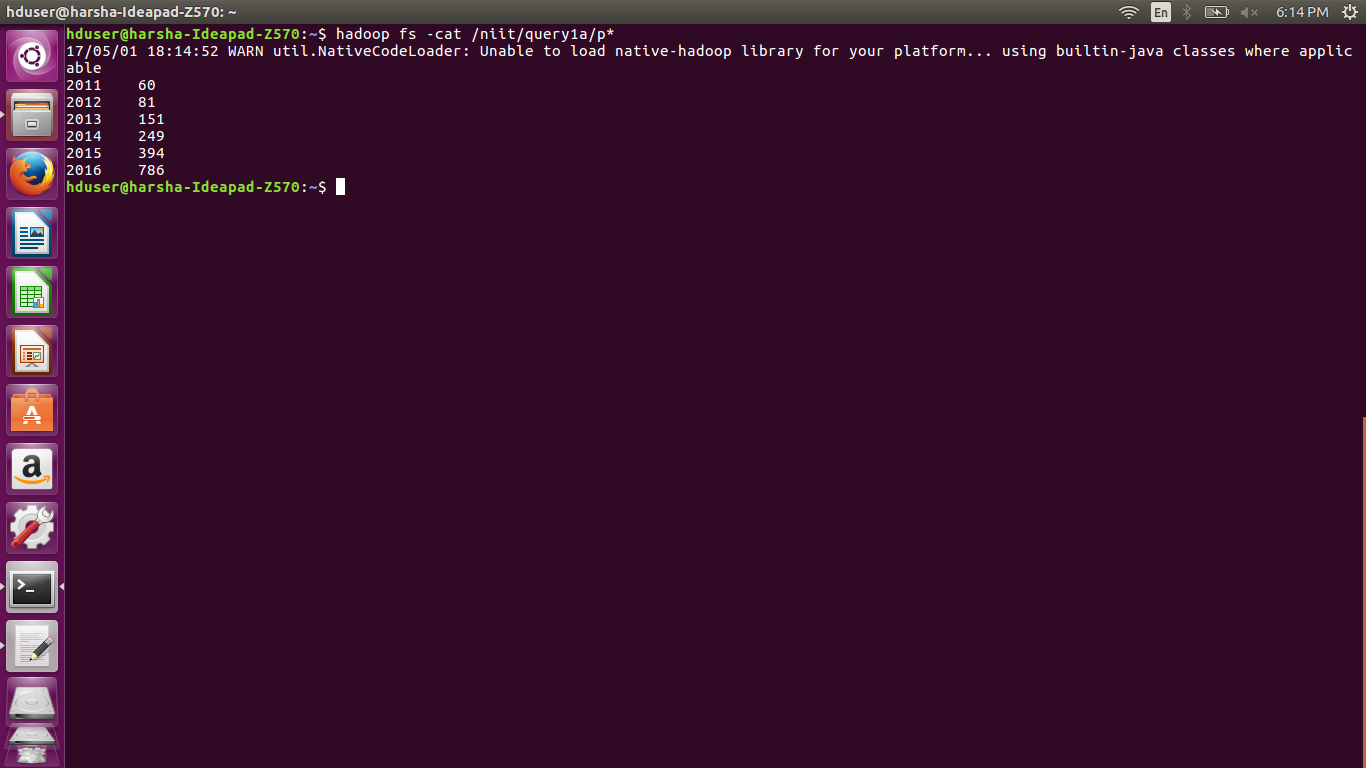 hduser@harsha-Ideapad-Z570: ~
En
6:14 PM
hduser@harsha-Ideapad-Z570:~$ hadoop fs -cat /niit/query1a/p*
17/05/01 18:14:52 WARN util.NativeCodeLoader: Unable to load native-hadoop library for your platform... using builtin-java classes where applic
able
2011	60
2012	81
2013	151
2014	249
2015	394
2016	786
hduser@harsha-Ideapad-Z570:~$